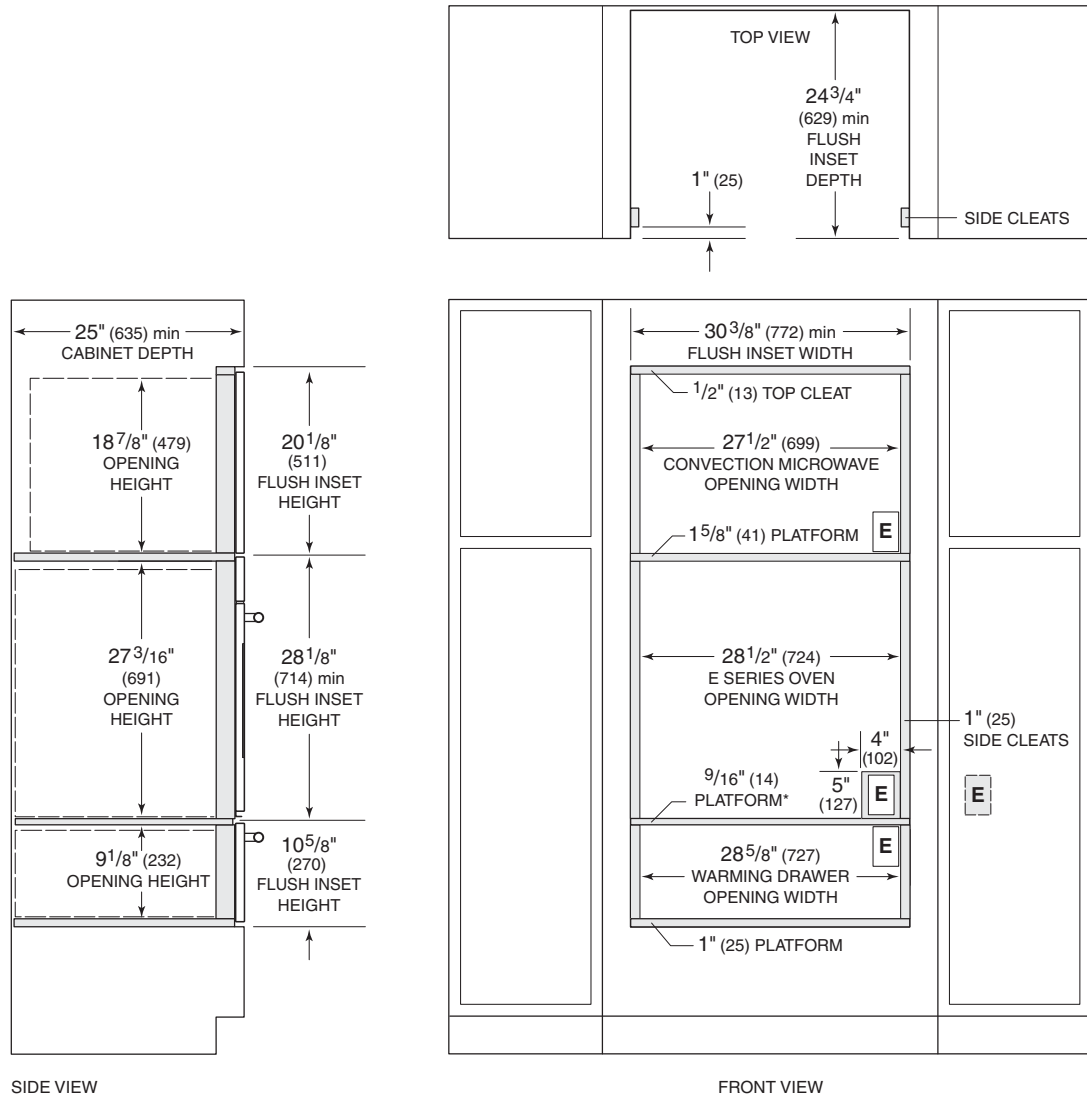 TOP VIEW
24 3/4"
(629) min
FLUSH
INSET
DEPTH
1" (25)
SIDE CLEATS
25" (635) min
CABINET DEPTH
18 7/8" (479)
OPENING
HEIGHT
20 1/8"
(511)
FLUSH INSET
HEIGHT
27 3/16"
(691)
OPENING
HEIGHT
28 1/8"
(714) min
FLUSH INSET
HEIGHT
9 1/8" (232)
OPENING HEIGHT
10 5/8"
(270)
FLUSH INSET
HEIGHT
SIDE VIEW
30 3/8" (772) min
FLUSH INSET WIDTH
1/2" (13) TOP CLEAT
27 1/2" (699)
CONVECTION MICROWAVE
OPENING WIDTH
E
1 5/8" (41) PLATFORM
28 1/2" (724)
E SERIES OVEN
OPENING WIDTH
1" (25)
SIDE CLEATS
4"
(102)
9/16" (14)
PLATFORM*
5"
(127)
E
E
E
28 5/8" (727)
WARMING DRAWER
OPENING WIDTH
1" (25) PLATFORM
FRONT VIEW